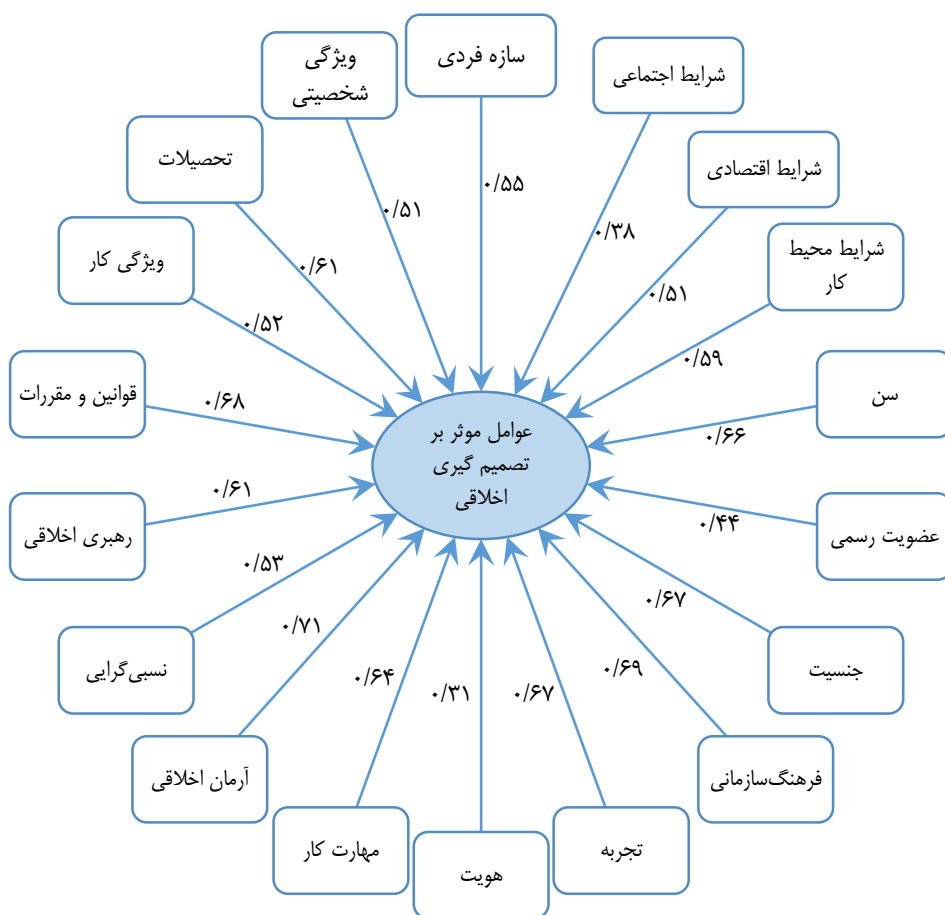 سازه فردی
۰/۵۵
شرایط اجتماعی
۰/۳۸
شرایط اقتصادی
۰/۵۱
شرایط محیط
کار
۰/۵۹
سن
۰/۶۶
عضویت رسمی
۰/۴۴
جنسیت
۰/۶۷
فرهنگ‌سازمانی
۰/۶۹
تجربه
۰/۶۷
هویت
۰/۳۱
مهارت کار
۰/۶۴
آرمان اخلاقی
۰/۷۱
نسبی‌گرایی
۰/۵۳
رهبری اخلاقی
۰/۶۱
قوانین و مقررات
۰/۶۸
ویژگی کار
۰/۵۲
تحصیلات
۰/۶۱
ویژگی
شخصیتی
۰/۵۱
عوامل موثر بر
تصمیم گیری
اخلاقی